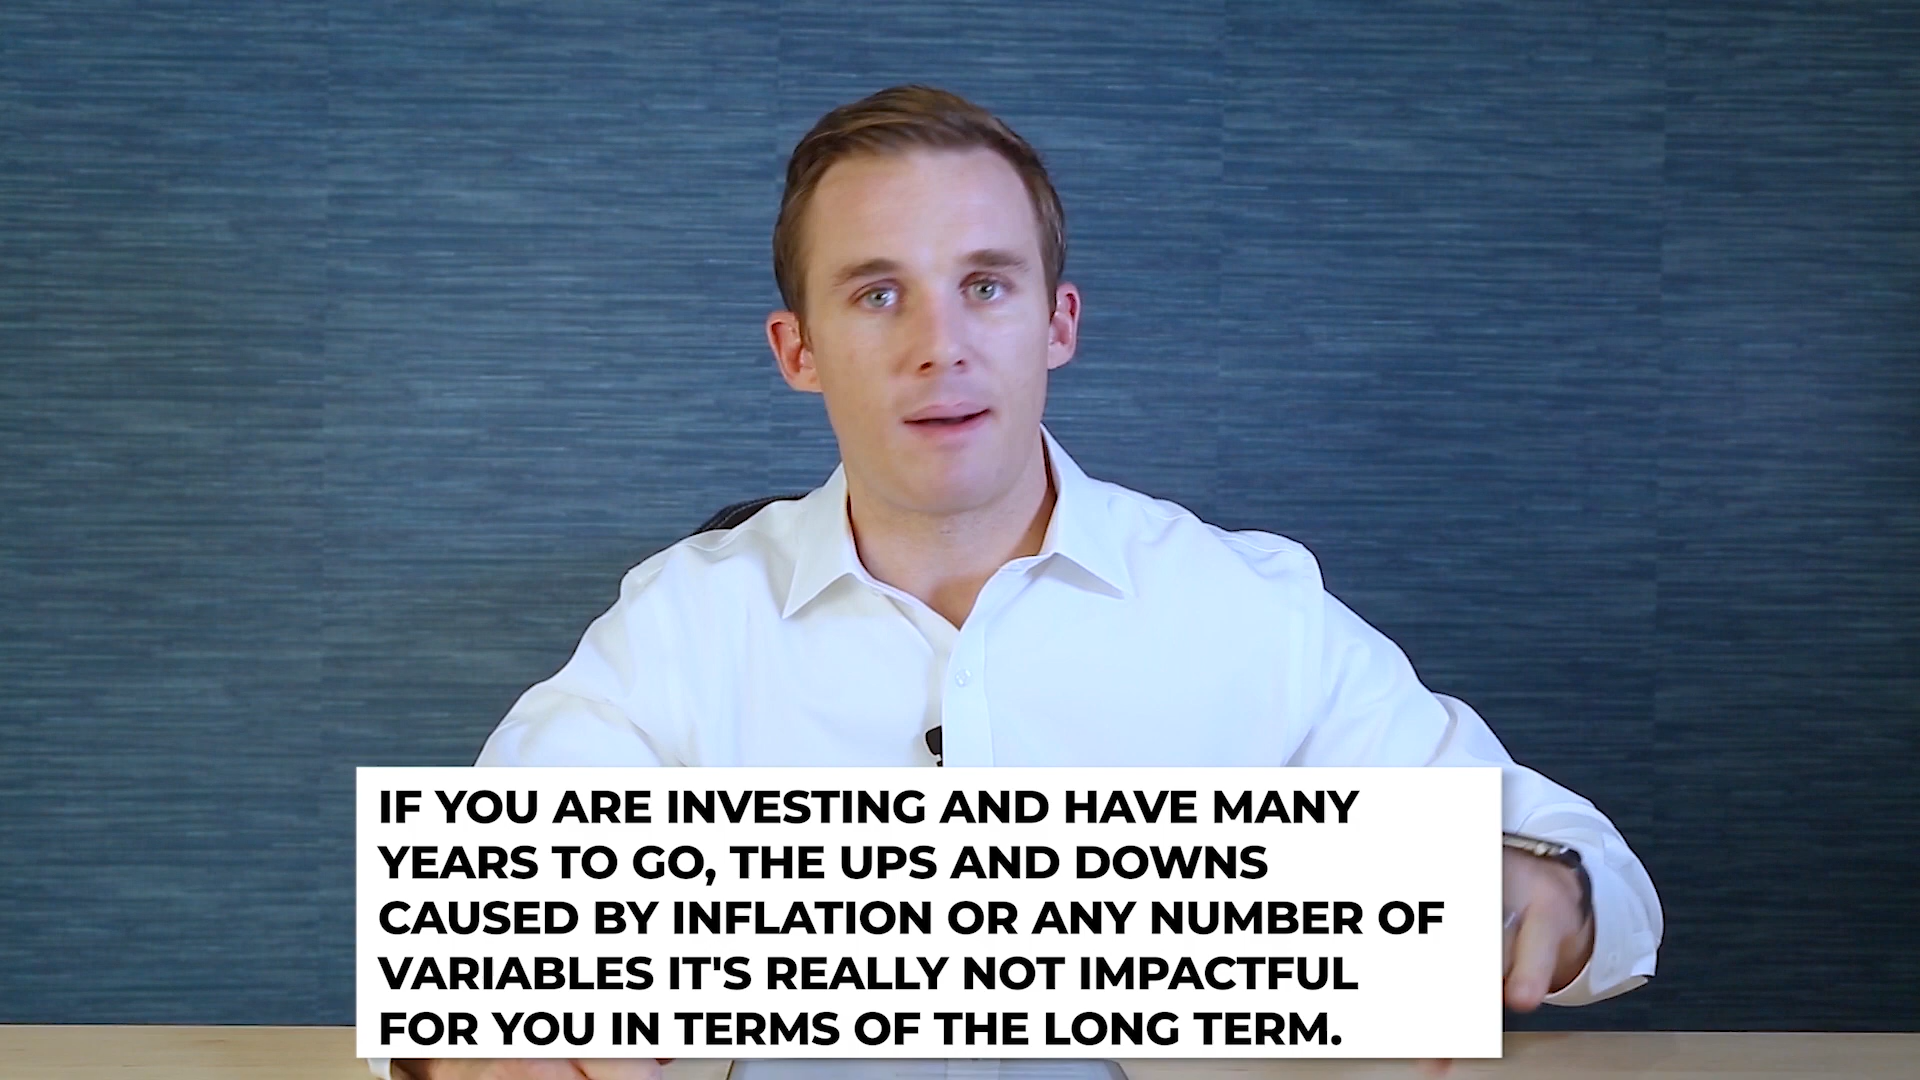 IF YOU ARE INVESTING AND HAVE MANY
YEARS TO GO, THE UPS AND DOWNS
CAUSED BY INFLATION OR ANY NUMBER OF
VARIABLES IT'S REALLY NOT IMPACTFUL
FOR YOU IN TERMS OF THE LONG TERM.